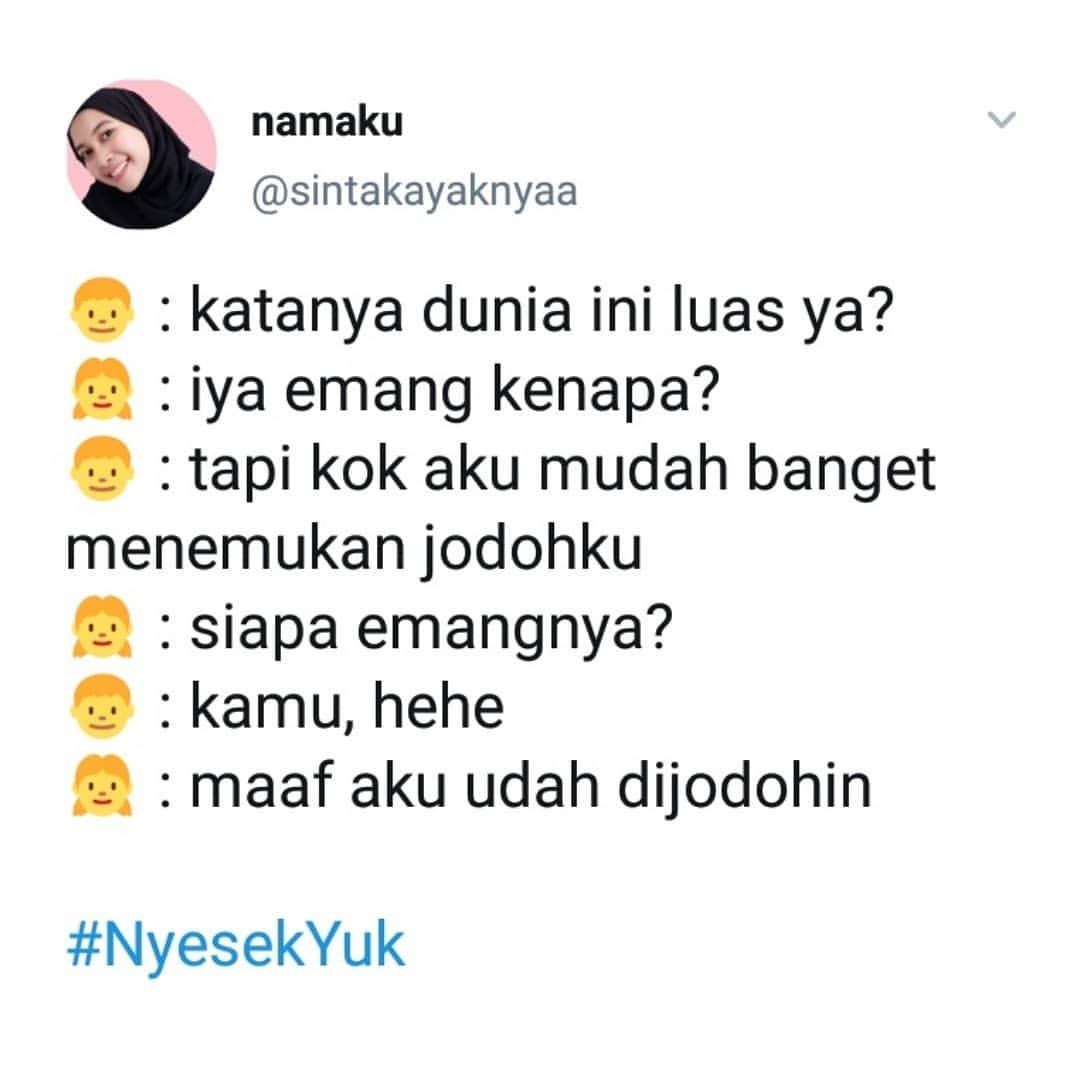 namaku
@sintakayaknyaa
👦 : katanya dunia ini luas ya?
👧 : iya emang kenapa?
👦 : tapi kok aku mudah banget
menemukan jodohku
👧 : siapa emangnya?
👦 : kamu, hehe
👧 : maaf aku udah dijodohin
#NyesekYuk